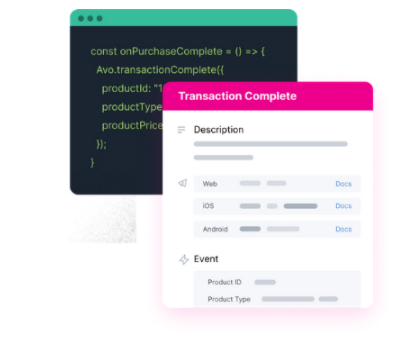 const onPurchaseComplete = () => {
Avo.transactionComplete({
productId: "1
productType
productPrice
});
}
Transaction Complete
Description
Web Docs
iOS Docs
Android Docs
Event
Product ID
Product Type